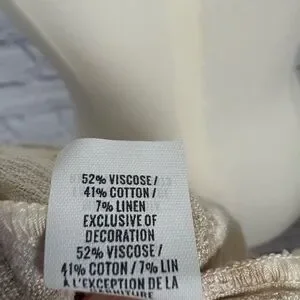 52% VISCOSE /
41% COTTON /
7% LINEN
EXCLUSIVE OF
DECORATION
52% VISCOSE /
41% COTON / 7% LIN
À L'EXCEPTION DE LA